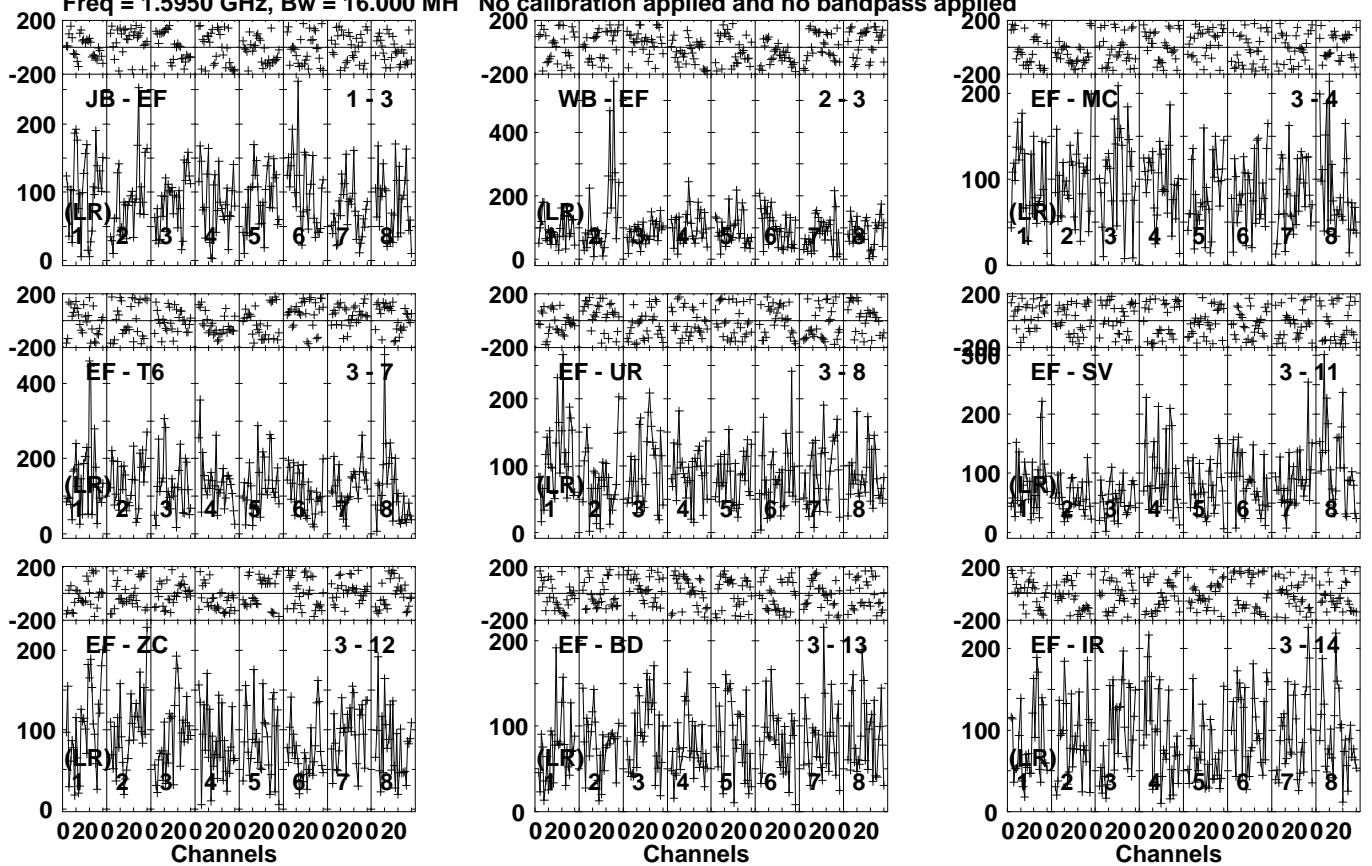 Freq = 1.5950 GHz, Bw = 16.000 MH   No calibration applied and no bandpass applied
200
-200
JB - EF 1 - 3
200
100
0
(LR)
1 2 3 4 5 6 7 8
200
-200
WB - EF 2 - 3
400
200
0
(LR)
1 2 3 4 5 6 7 8
200
-200
EF - MC 3 - 4
200
100
0
(LR)
1 2 3 4 5 6 7 8
200
-200
EF - T6 3 - 7
400
200
0
(LR)
1 2 3 4 5 6 7 8
200
-200
EF - UR 3 - 8
200
100
0
(LR)
1 2 3 4 5 6 7 8
200
-200
300
EF - SV 3 - 11
200
100
0
(LR)
1 2 3 4 5 6 7 8
200
-200
EF - ZC 3 - 12
200
100
0
(LR)
1 2 3 4 5 6 7 8
0 20 0 20 0 20 0 20 0 20 0 20 0 20 0 20
Channels
200
-200
EF - BD 3 - 13
200
100
0
(LR)
1 2 3 4 5 6 7 8
0 20 0 20 0 20 0 20 0 20 0 20 0 20 0 20
Channels
200
-200
EF - IR 3 - 14
200
100
0
(LR)
1 2 3 4 5 6 7 8
0 20 0 20 0 20 0 20 0 20 0 20 0 20 0 20
Channels